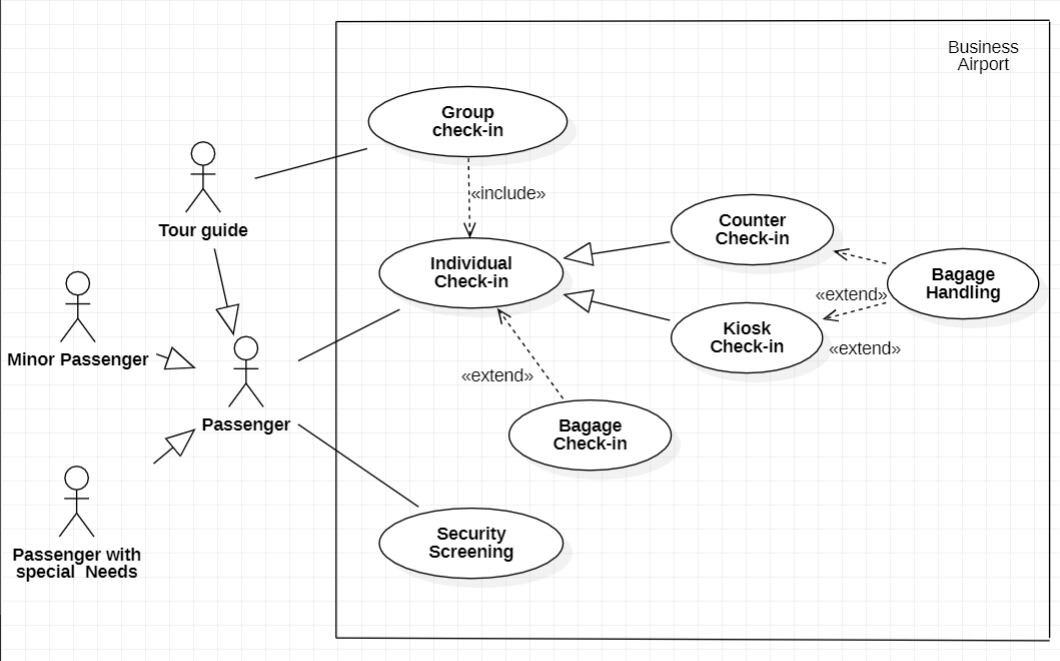 Business
Airport
Group
check-in
«include»
Tour guide
Counter
Check-in
Individual
Check-in
Bagage
Handling
«extend»
Kiosk
Check-in
«extend»
Minor Passenger
«extend»
Passenger
Bagage
Check-in
Security
Screening
Passenger with
special Needs